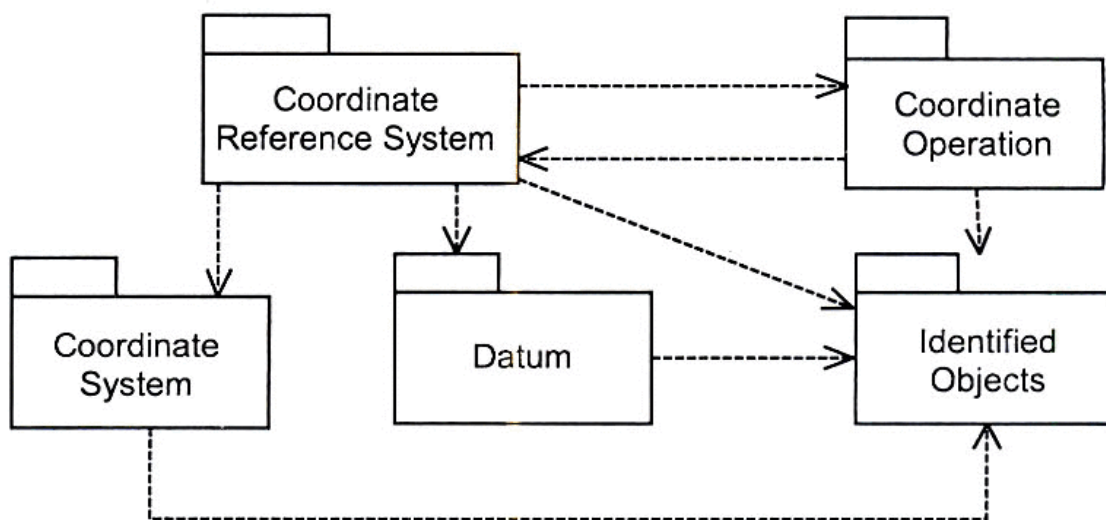 Coordinate
Reference System
Coordinate
Operation
Coordinate
System
Datum
Identified
Objects